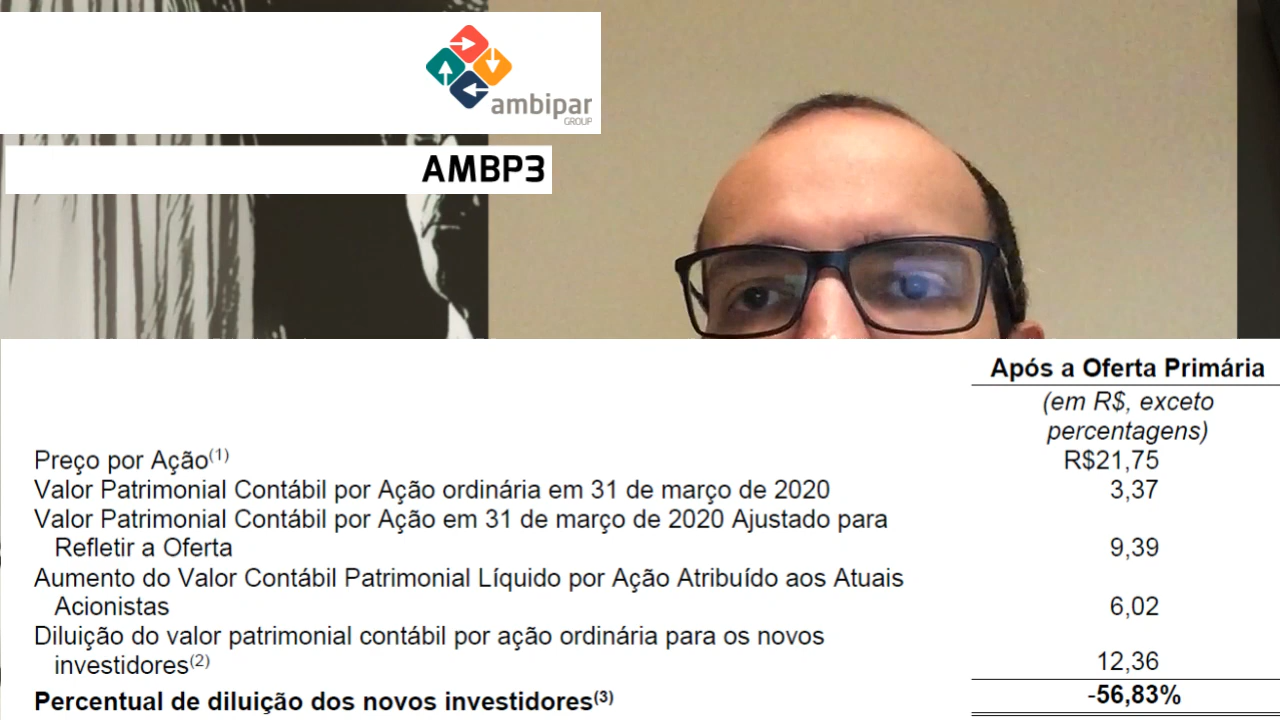 ambipar
GROUP
AMBP3
Após a Oferta Primária
(em R$, exceto
percentagens)
Preço por Ação(1) R$21,75
Valor Patrimonial Contábil por Ação ordinária em 31 de março de 2020 3,37
Valor Patrimonial Contábil por Ação em 31 de março de 2020 Ajustado para
Refletir a Oferta 9,39
Aumento do Valor Contábil Patrimonial Líquido por Ação Atribuído aos Atuais
Acionistas 6,02
Diluição do valor patrimonial contábil por ação ordinária para os novos
investidores(2) 12,36
Percentual de diluição dos novos investidores(3) -56,83%